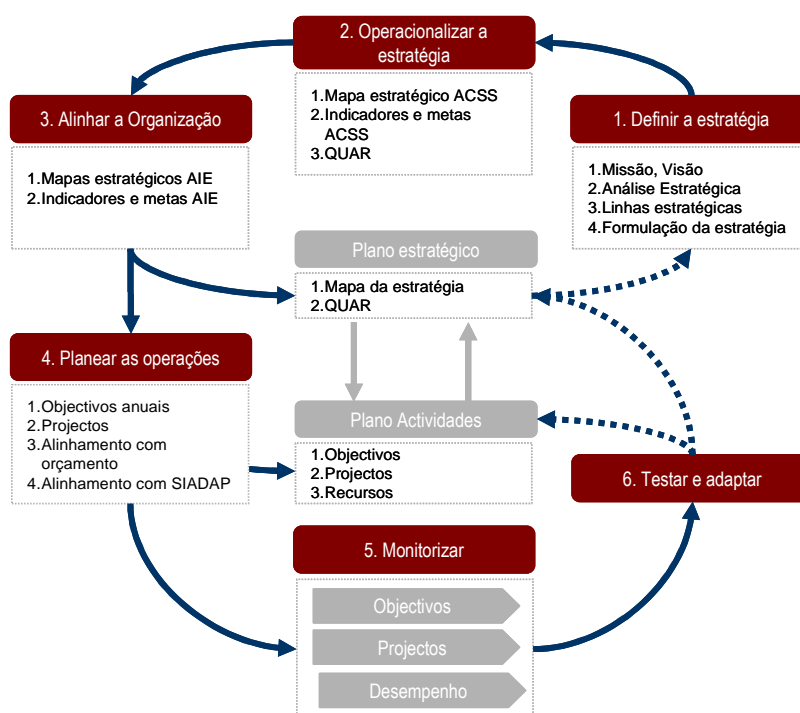 2. Operacionalizar a
estratégia
1.Mapa estratégico ACSS
2.Indicadores e metas
ACSS
3.QUAR
3. Alinhar a Organização
1.Mapas estratégicos AIE
2.Indicadores e metas AIE
1. Definir a estratégia
1.Missão, Visão
2.Análise Estratégica
3.Linhas estratégicas
4.Formulação da estratégia
Plano estratégico
1.Mapa da estratégia
2.QUAR
4. Planear as operações
1.Objectivos anuais
2.Projectos
3.Alinhamento com
orçamento
4.Alinhamento com SIADAP
Plano Actividades
1.Objectivos
2.Projectos
3.Recursos
6. Testar e adaptar
5. Monitorizar
Objectivos
Projectos
Desempenho